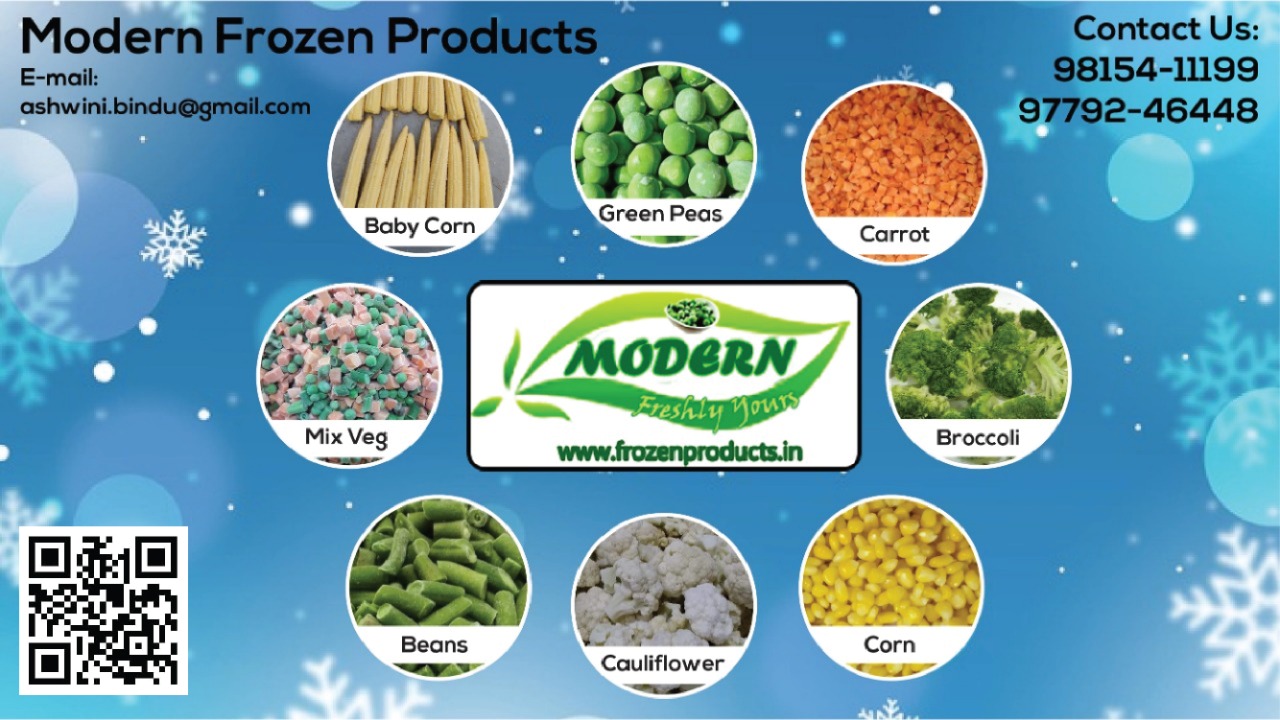 Modern Frozen Products
E-mail:
ashwini.bindu@gmail.com
Contact Us:
98154-11199
97792-46448
Baby Corn
Green Peas
Carrot
Mix Veg
MODERN
Freshly Yours
www.frozenproducts.in
Broccoli
Beans
Cauliflower
Corn